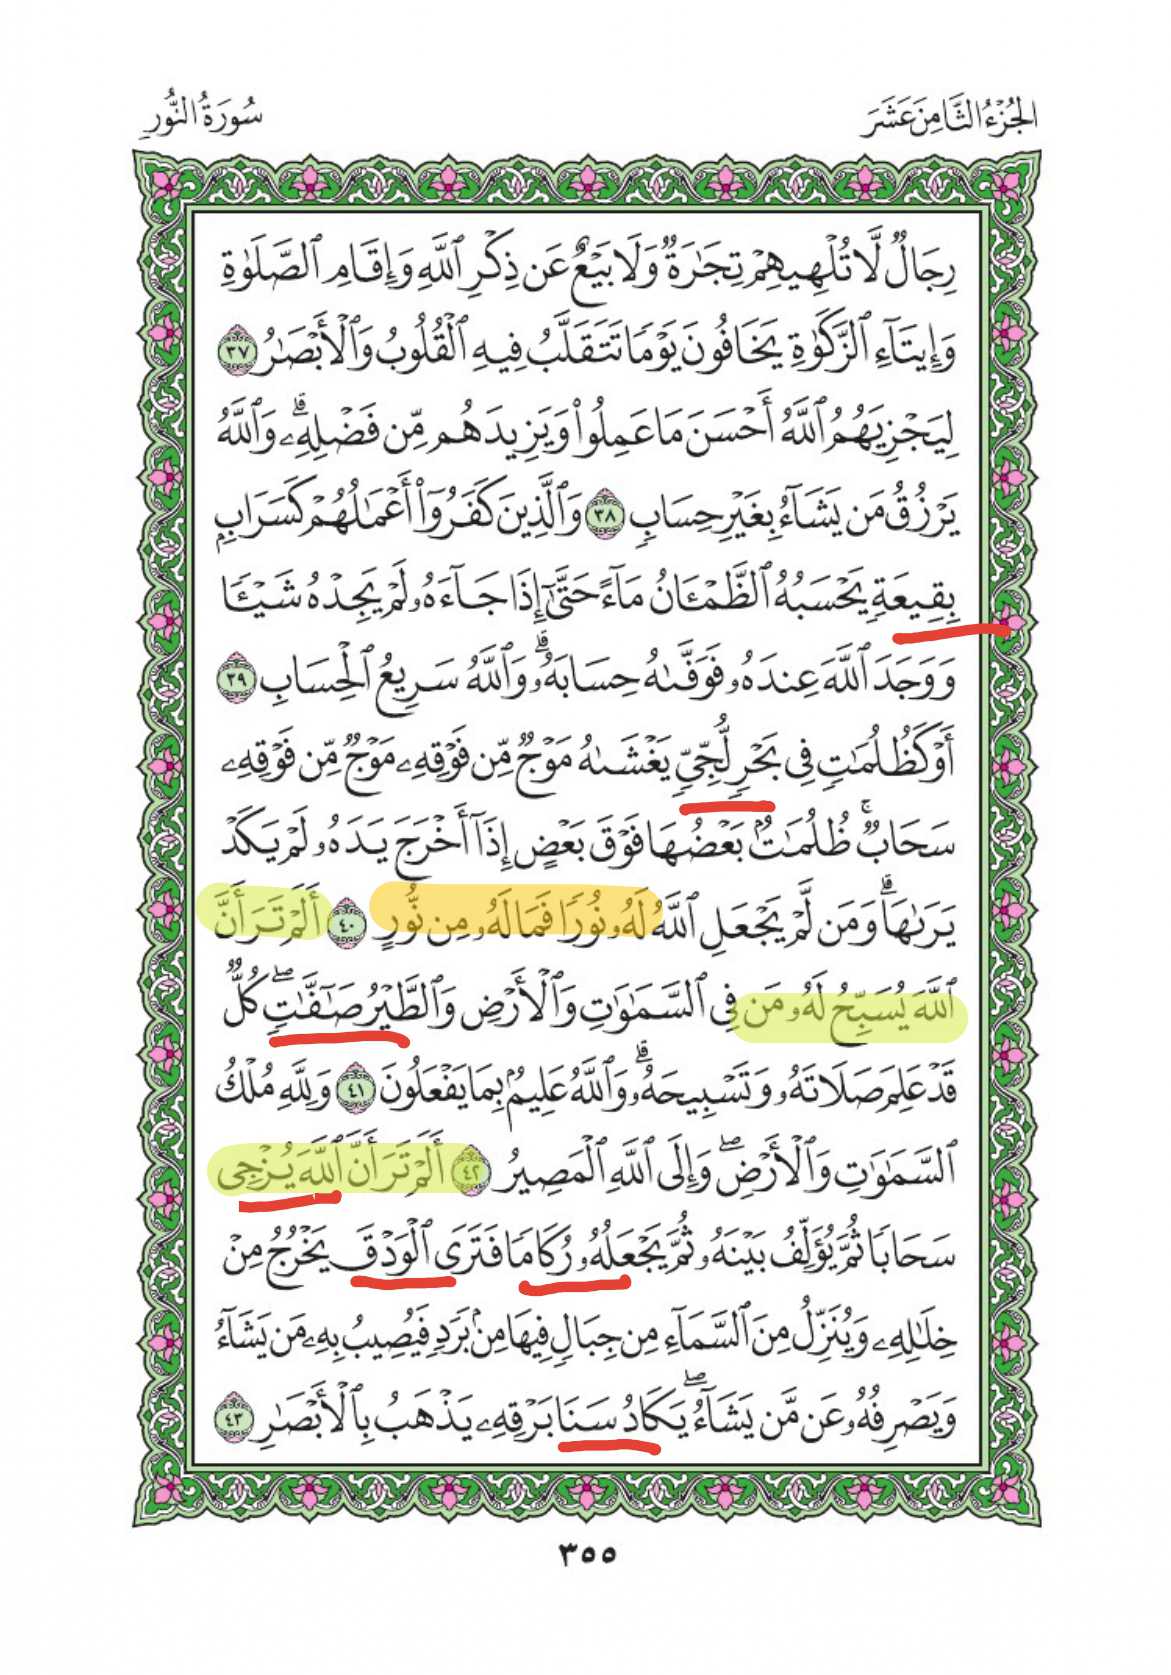 الجُزْءُ الثَّامِنَ عَشَرَ
سُورَةُ النُّورِ
رِجَالٌ لَّا تُلْهِيهِمْ تِجَٰرَةٌ وَلَا بَيْعٌ عَن ذِكْرِ ٱللَّهِ وَإِقَامِ ٱلصَّلَوٰةِ
وَإِيتَآءِ ٱلزَّكَوٰةِ يَخَافُونَ يَوْمًا تَتَقَلَّبُ فِيهِ ٱلْقُلُوبُ وَٱلْأَبْصَٰرُ ٣٧
لِيَجْزِيَهُمُ ٱللَّهُ أَحْسَنَ مَا عَمِلُوا۟ وَيَزِيدَهُم مِّن فَضْلِهِۦۗ وَٱللَّهُ
يَرْزُقُ مَن يَشَآءُ بِغَيْرِ حِسَابٍ ٣٨ وَٱلَّذِينَ كَفَرُوٓا۟ أَعْمَٰلُهُمْ كَسَرَابٍۭ
بِقِيعَةٍ يَحْسَبُهُ ٱلظَّمْـَٔانُ مَآءً حَتَّىٰٓ إِذَا جَآءَهُۥ لَمْ يَجِدْهُ شَيْـًٔا
وَوَجَدَ ٱللَّهَ عِندَهُۥ فَوَفَّىٰهُ حِسَابَهُۥۗ وَٱللَّهُ سَرِيعُ ٱلْحِسَابِ ٣٩
أَوْ كَظُلُمَٰتٍ فِى بَحْرٍ لُّجِّىٍّ يَغْشَىٰهُ مَوْجٌ مِّن فَوْقِهِۦ مَوْجٌ مِّن فَوْقِهِۦ
سَحَابٌۚ ظُلُمَٰتٌۢ بَعْضُهَا فَوْقَ بَعْضٍ إِذَآ أَخْرَجَ يَدَهُۥ لَمْ يَكَدْ
يَرَىٰهَاۗ وَمَن لَّمْ يَجْعَلِ ٱللَّهُ لَهُۥ نُورًا فَمَا لَهُۥ مِن نُّورٍ ٤٠ أَلَمْ تَرَ أَنَّ
ٱللَّهَ يُسَبِّحُ لَهُۥ مَن فِى ٱلسَّمَٰوَٰتِ وَٱلْأَرْضِ وَٱلطَّيْرُ صَٰٓفَّٰتٍۖ كُلٌّ
قَدْ عَلِمَ صَلَاتَهُۥ وَتَسْبِيحَهُۥۗ وَٱللَّهُ عَلِيمٌۢ بِمَا يَفْعَلُونَ ٤١ وَلِلَّهِ مُلْكُ
ٱلسَّمَٰوَٰتِ وَٱلْأَرْضِۖ وَإِلَى ٱللَّهِ ٱلْمَصِيرُ ٤٢ أَلَمْ تَرَ أَنَّ ٱللَّهَ يُزْجِى
سَحَابًا ثُمَّ يُؤَلِّفُ بَيْنَهُۥ ثُمَّ يَجْعَلُهُۥ رُكَامًا فَتَرَى ٱلْوَدْقَ يَخْرُجُ مِنْ
خِلَٰلِهِۦ وَيُنَزِّلُ مِنَ ٱلسَّمَآءِ مِن جِبَالٍ فِيهَا مِنۢ بَرَدٍ فَيُصِيبُ بِهِۦ مَن يَشَآءُ
وَيَصْرِفُهُۥ عَن مَّن يَشَآءُۖ يَكَادُ سَنَا بَرْقِهِۦ يَذْهَبُ بِٱلْأَبْصَٰرِ ٤٣
٣٥٥